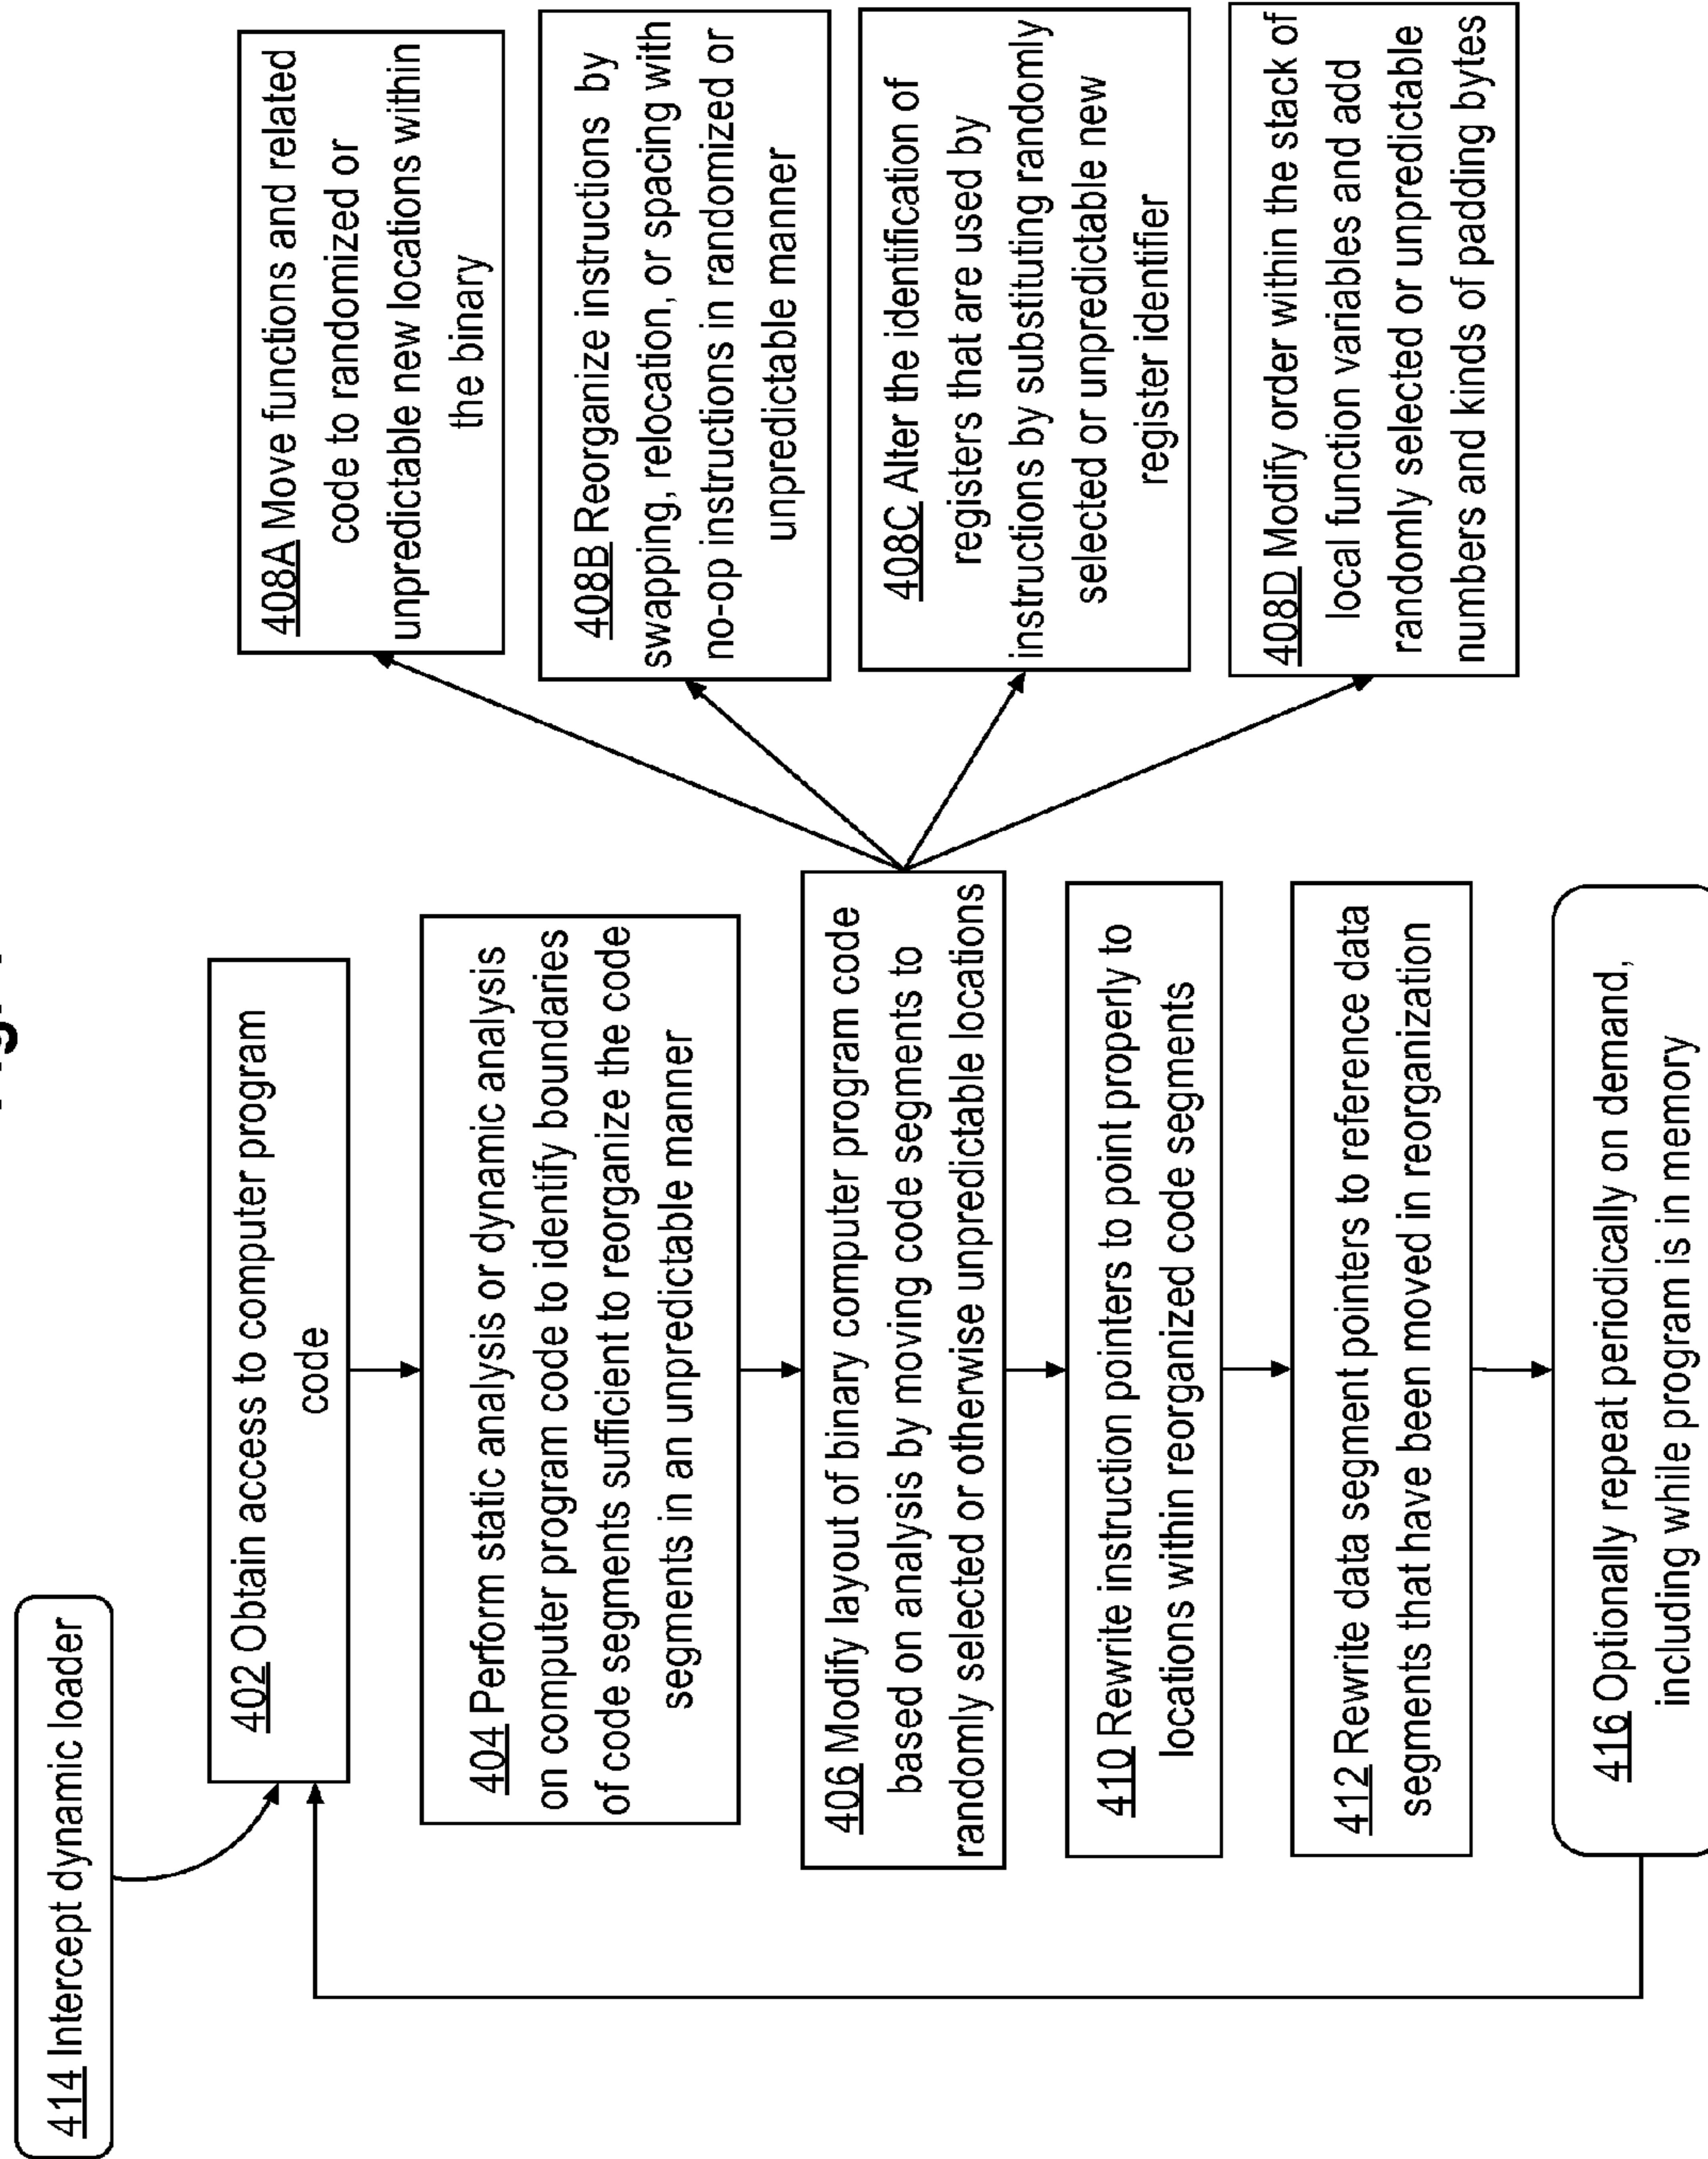 414 Intercept dynamic loader
402 Obtain access to computer program
code
404 Perform static analysis or dynamic analysis
on computer program code to identify boundaries
of code segments sufficient to reorganize the code
segments in an unpredictable manner
406 Modify layout of binary computer program code
based on analysis by moving code segments to
randomly selected or otherwise unpredictable locations
408A Move functions and related
code to randomized or
unpredictable new locations within
the binary
408B Reorganize instructions by
swapping, relocation, or spacing with
no-op instructions in randomized or
unpredictable manner
408C Alter the identification of
registers that are used by
instructions by substituting randomly
selected or unpredictable new
register identifier
408D Modify order within the stack of
local function variables and add
randomly selected or unpredictable
numbers and kinds of padding bytes
410 Rewrite instruction pointers to point properly to
locations within reorganized code segments
412 Rewrite data segment pointers to reference data
segments that have been moved in reorganization
416 Optionally repeat periodically on demand,
including while program is in memory